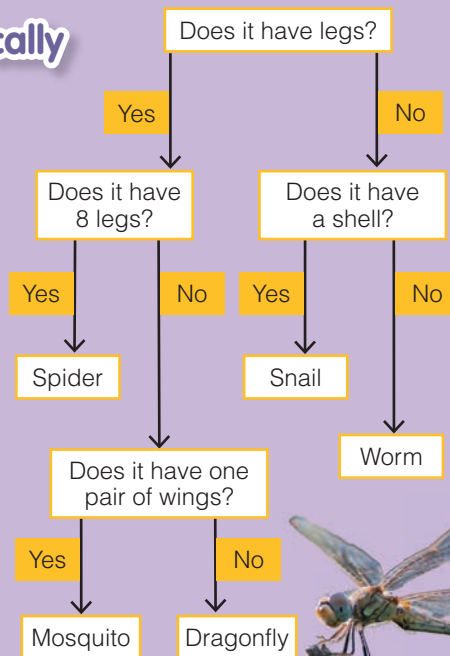 Does it have legs?
Yes
No
Does it have
8 legs?
Does it have
a shell?
Yes
No
Yes
No
Spider
Snail
Worm
Does it have one
pair of wings?
Yes
No
Mosquito
Dragonfly